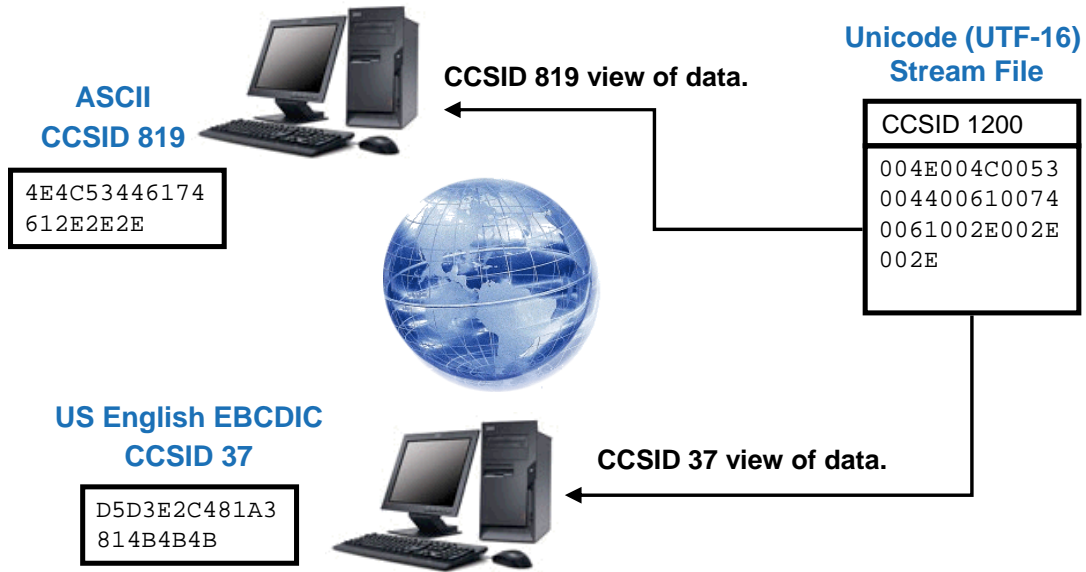 Unicode (UTF-16)
Stream File
CCSID 1200
004E004C0053
004400610074
0061002E002E
002E
CCSID 819 view of data.
ASCII
CCSID 819
4E4C53446174
612E2E2E
US English EBCDIC
CCSID 37
D5D3E2C481A3
814B4B4B
CCSID 37 view of data.